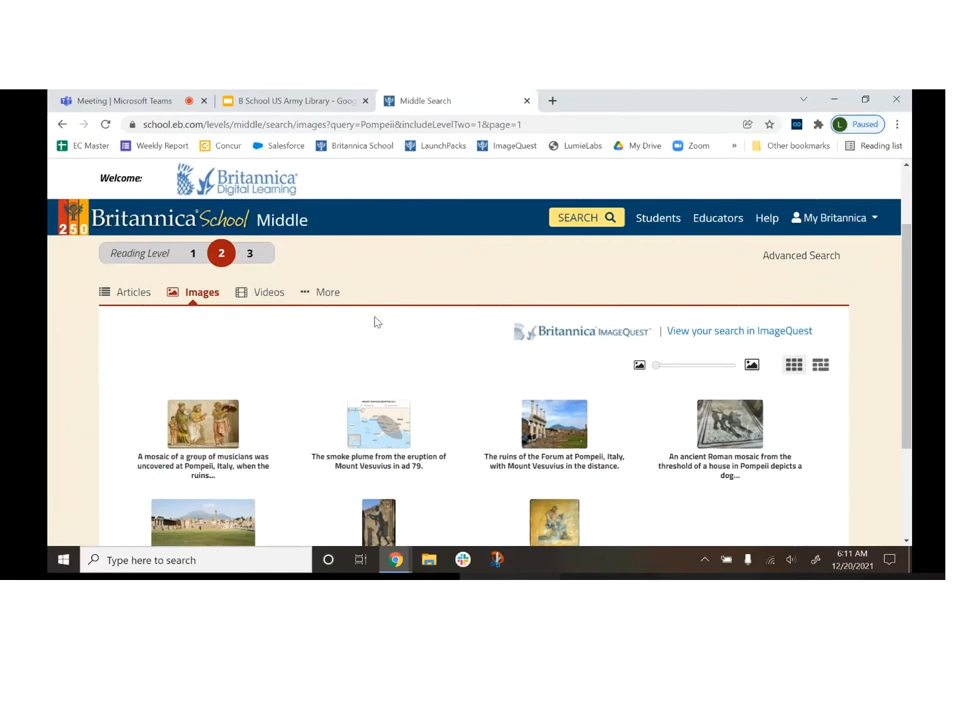 Meeting | Microsoft Teams
B School US Army Library - Goog
Middle Search
school.eb.com/levels/middle/search/images?query=Pompeii&includeLevelTwo=1&page=1
L Paused
EC Master Weekly Report Concur Salesforce Britannica School LaunchPacks ImageQuest LumieLabs My Drive Zoom » Other bookmarks Reading list
Welcome: Britannica
Digital Learning
250 Britannica School Middle SEARCH Students Educators Help My Britannica
Reading Level 1 2 3
Advanced Search
Articles Images Videos More
Britannica IMAGEQUEST | View your search in ImageQuest
A mosaic of a group of musicians was
uncovered at Pompeii, Italy, when the
ruins...
The smoke plume from the eruption of
Mount Vesuvius in ad 79.
The ruins of the Forum at Pompeii, Italy,
with Mount Vesuvius in the distance.
An ancient Roman mosaic from the
threshold of a house in Pompeii depicts a
dog...
Type here to search
6:11 AM
12/20/2021